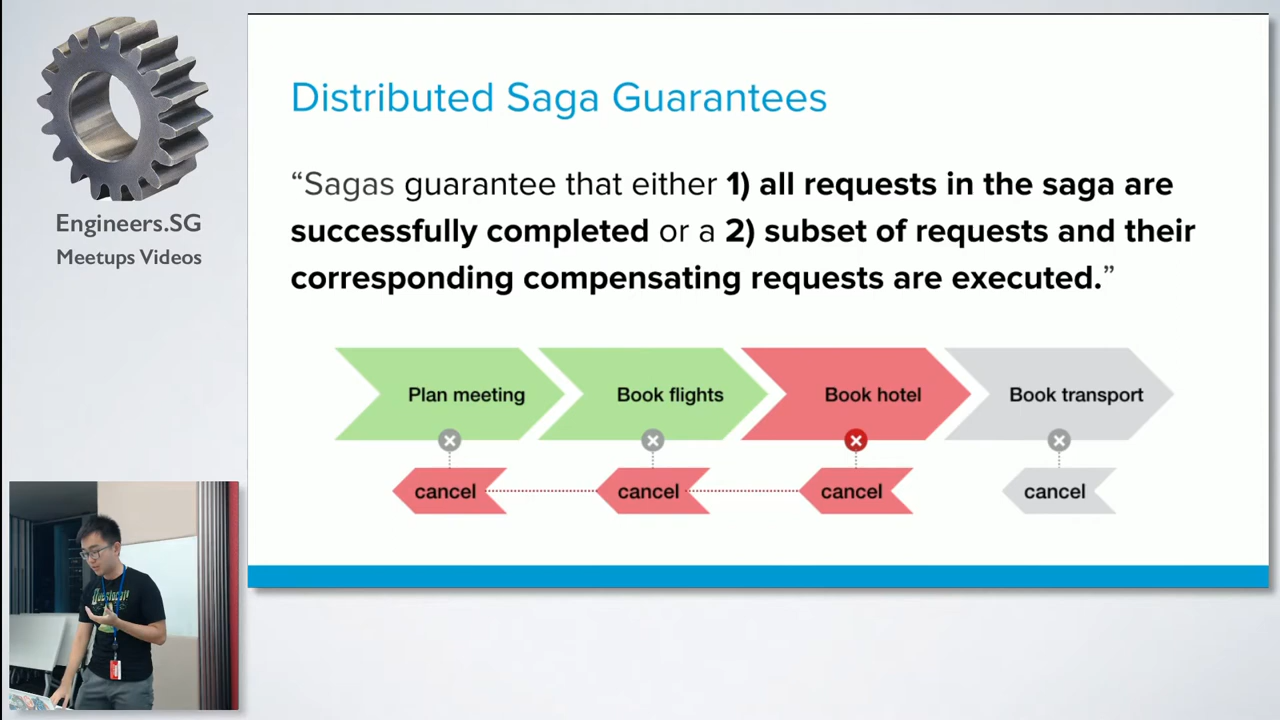 Engineers.SG
Meetups Videos
Distributed Saga Guarantees
“Sagas guarantee that either 1) all requests in the saga are
successfully completed or a 2) subset of requests and their
corresponding compensating requests are executed.”
Plan meeting
Book flights
Book hotel
Book transport
cancel
cancel
cancel
cancel